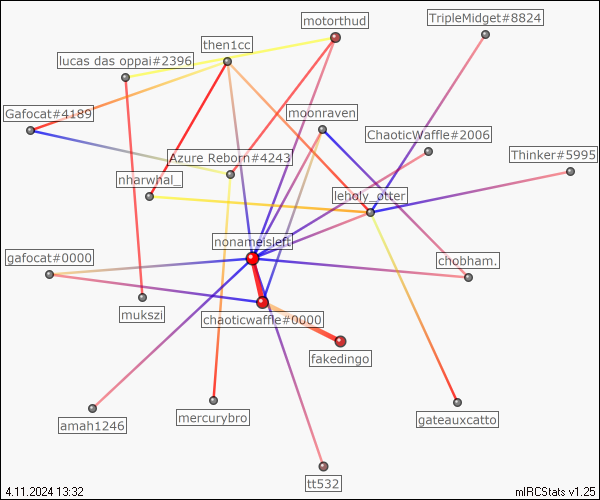 motorthud
TripleMidget#8824
then1cc
lucas das oppai#2396
Gafocat#4189
moonraven
ChaoticWaffle#2006
Azure Reborn#4243
Thinker#5995
nharwhal_
leholy_otter
nonameisleft
gafocat#0000
chobham.
mukszi
chaoticwaffle#0000
fakedingo
amah1246
mercurybro
gateauxcatto
tt532
4.11.2024 13:32
mIRCStats v1.25